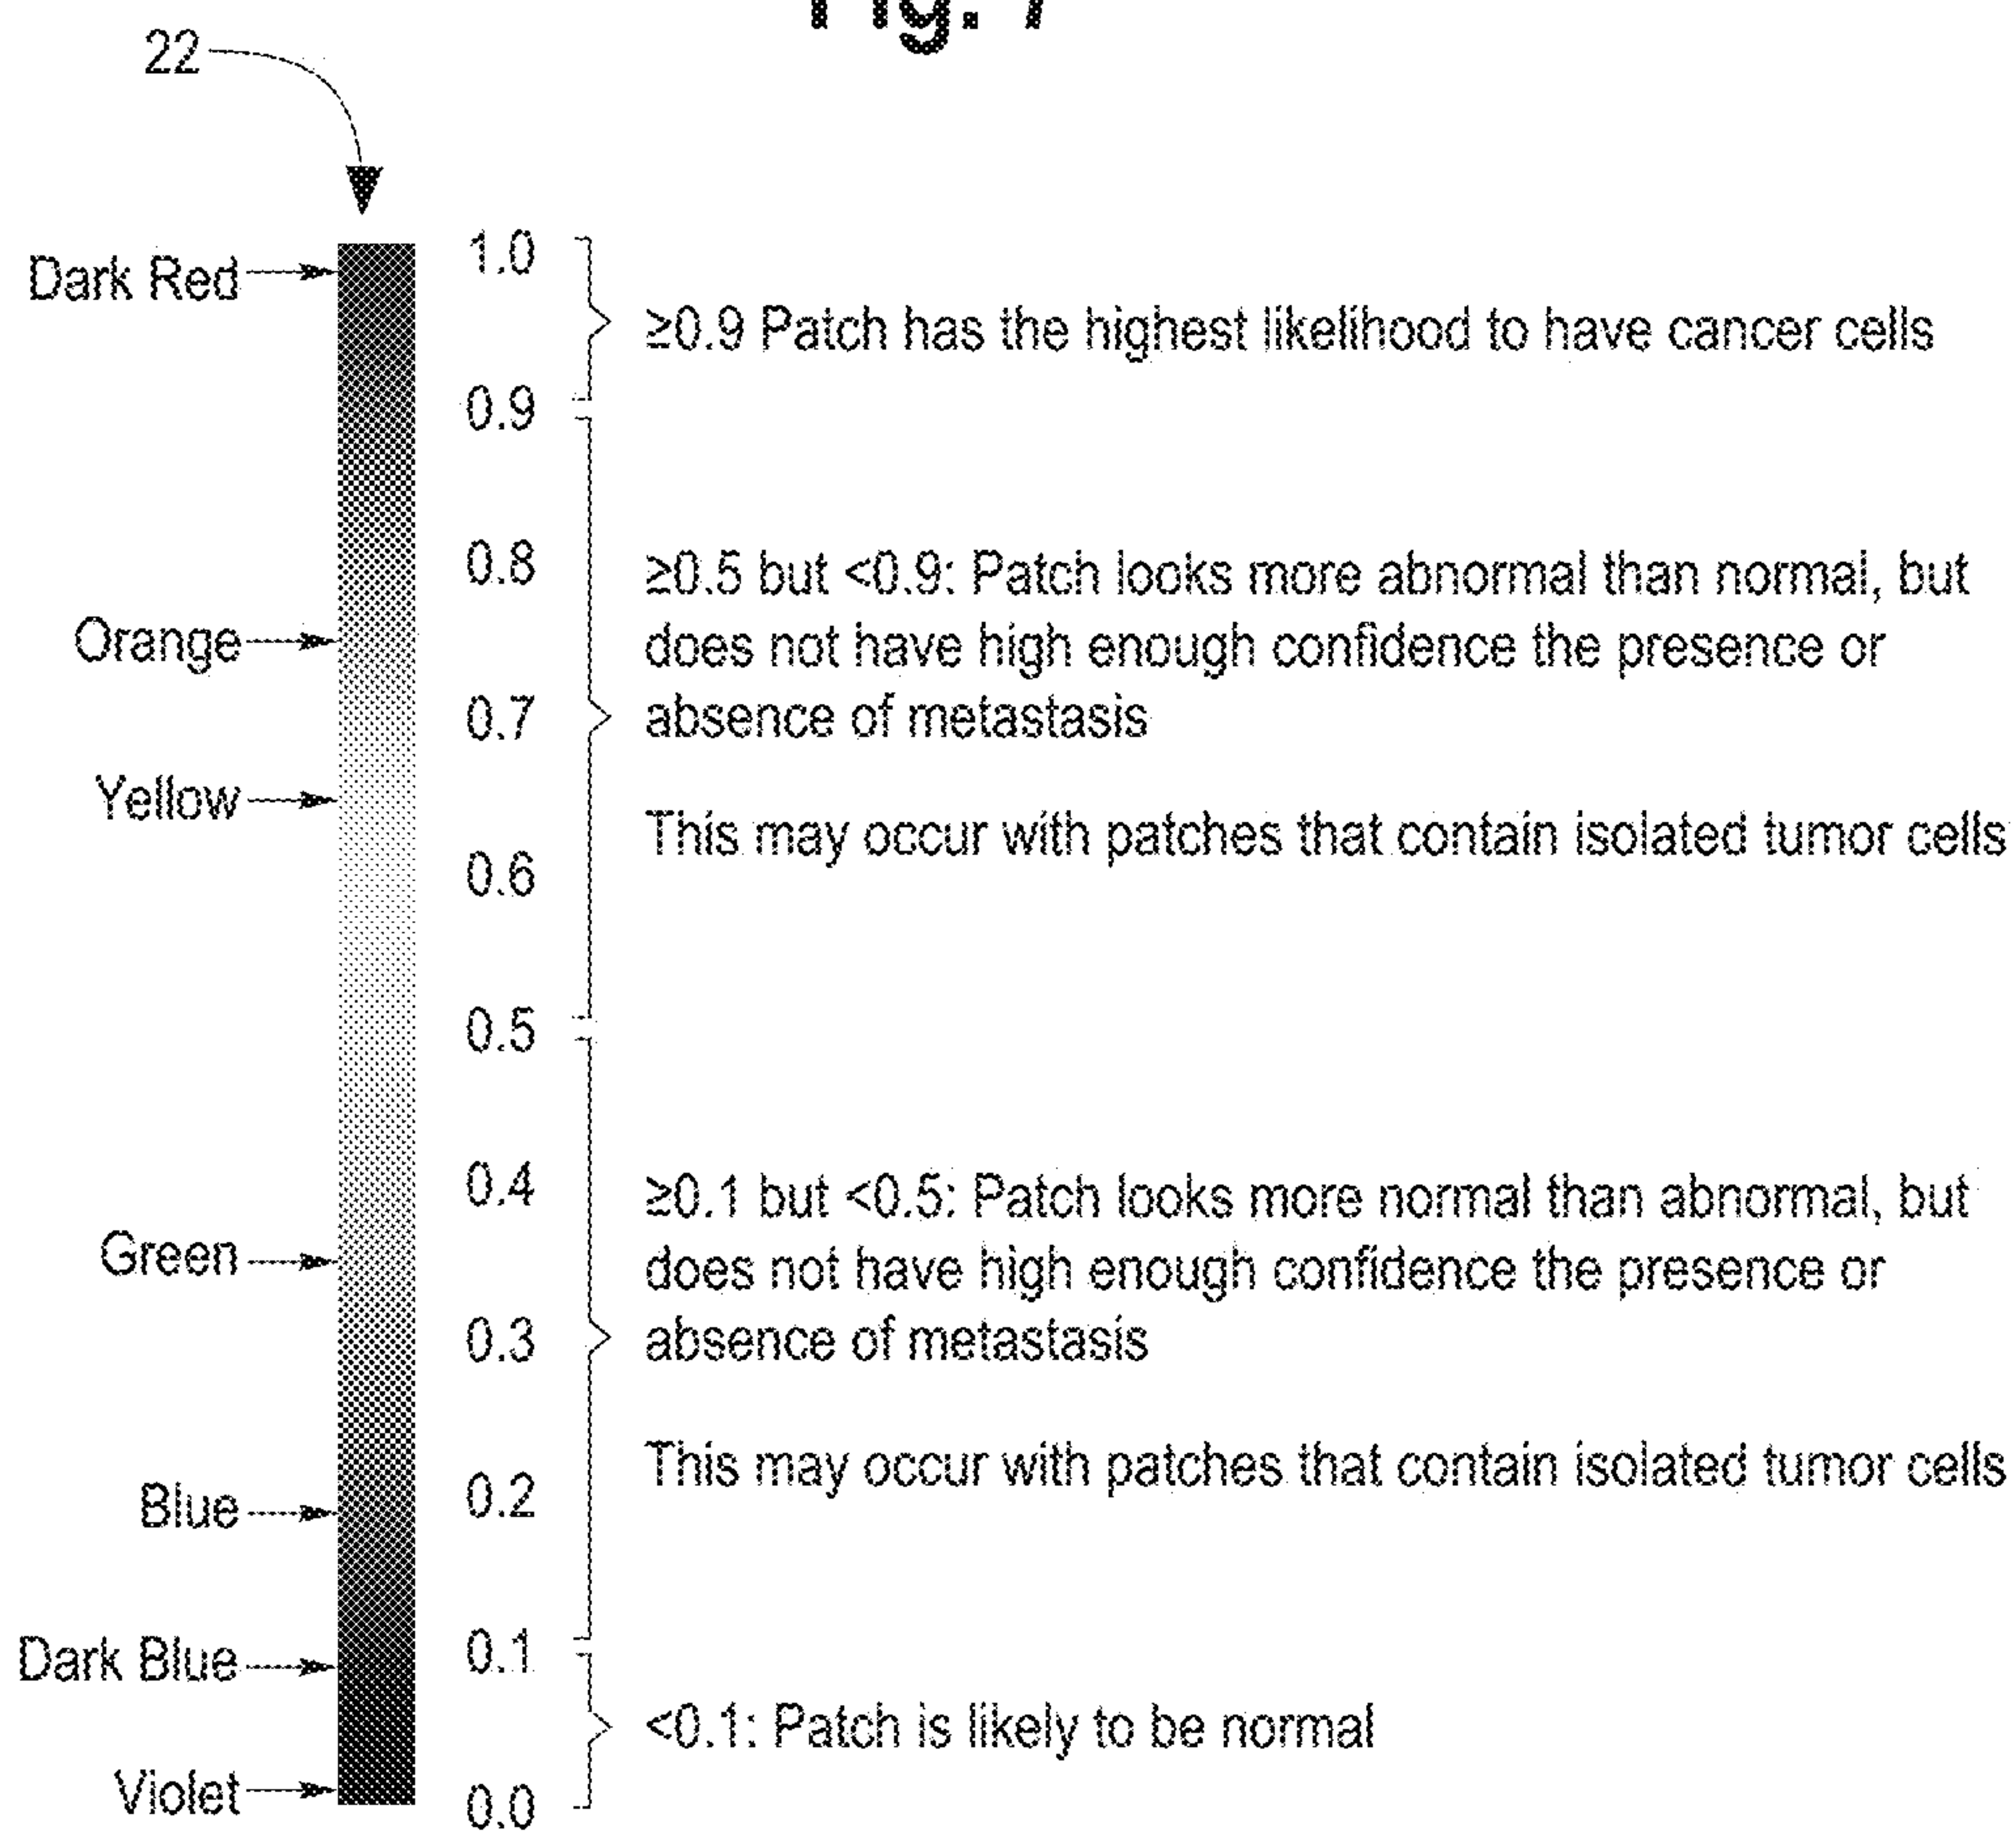 Fig. 7
22
Dark Red
1.0
≥0.9 Patch has the highest likelihood to have cancer cells
0.9
0.8
≥0.5 but <0.9: Patch looks more abnormal than normal, but
does not have high enough confidence the presence or
absence of metastasis
Orange
0.7
Yellow
This may occur with patches that contain isolated tumor cells
0.6
0.5
0.4
≥0.1 but <0.5: Patch looks more normal than abnormal, but
does not have high enough confidence the presence or
absence of metastasis
Green
0.3
This may occur with patches that contain isolated tumor cells
Blue
0.2
Dark Blue
0.1
<0.1: Patch is likely to be normal
Violet
0.0